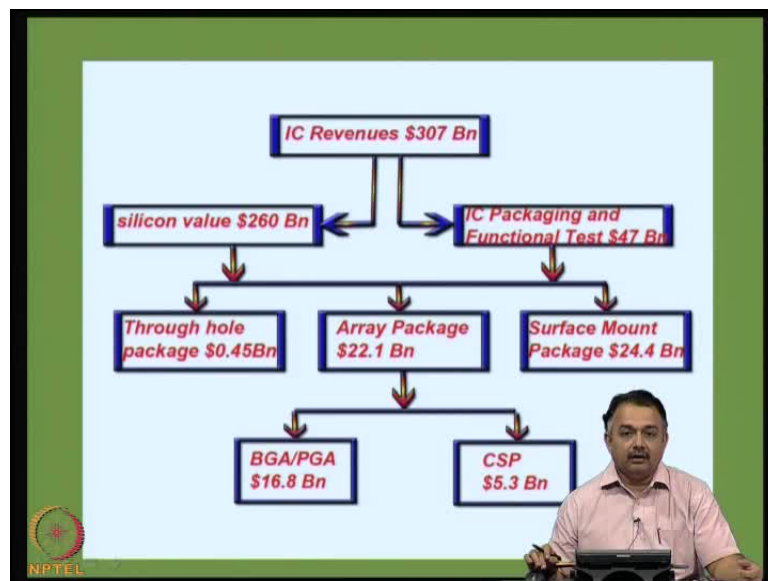 IC Revenues $307 Bn
silicon value $260 Bn
IC Packaging and
Functional Test $47 Bn
Through hole
package $0.45Bn
Array Package
$22.1 Bn
Surface Mount
Package $24.4 Bn
BGA/PGA
$16.8 Bn
CSP
$5.3 Bn
NPTEL